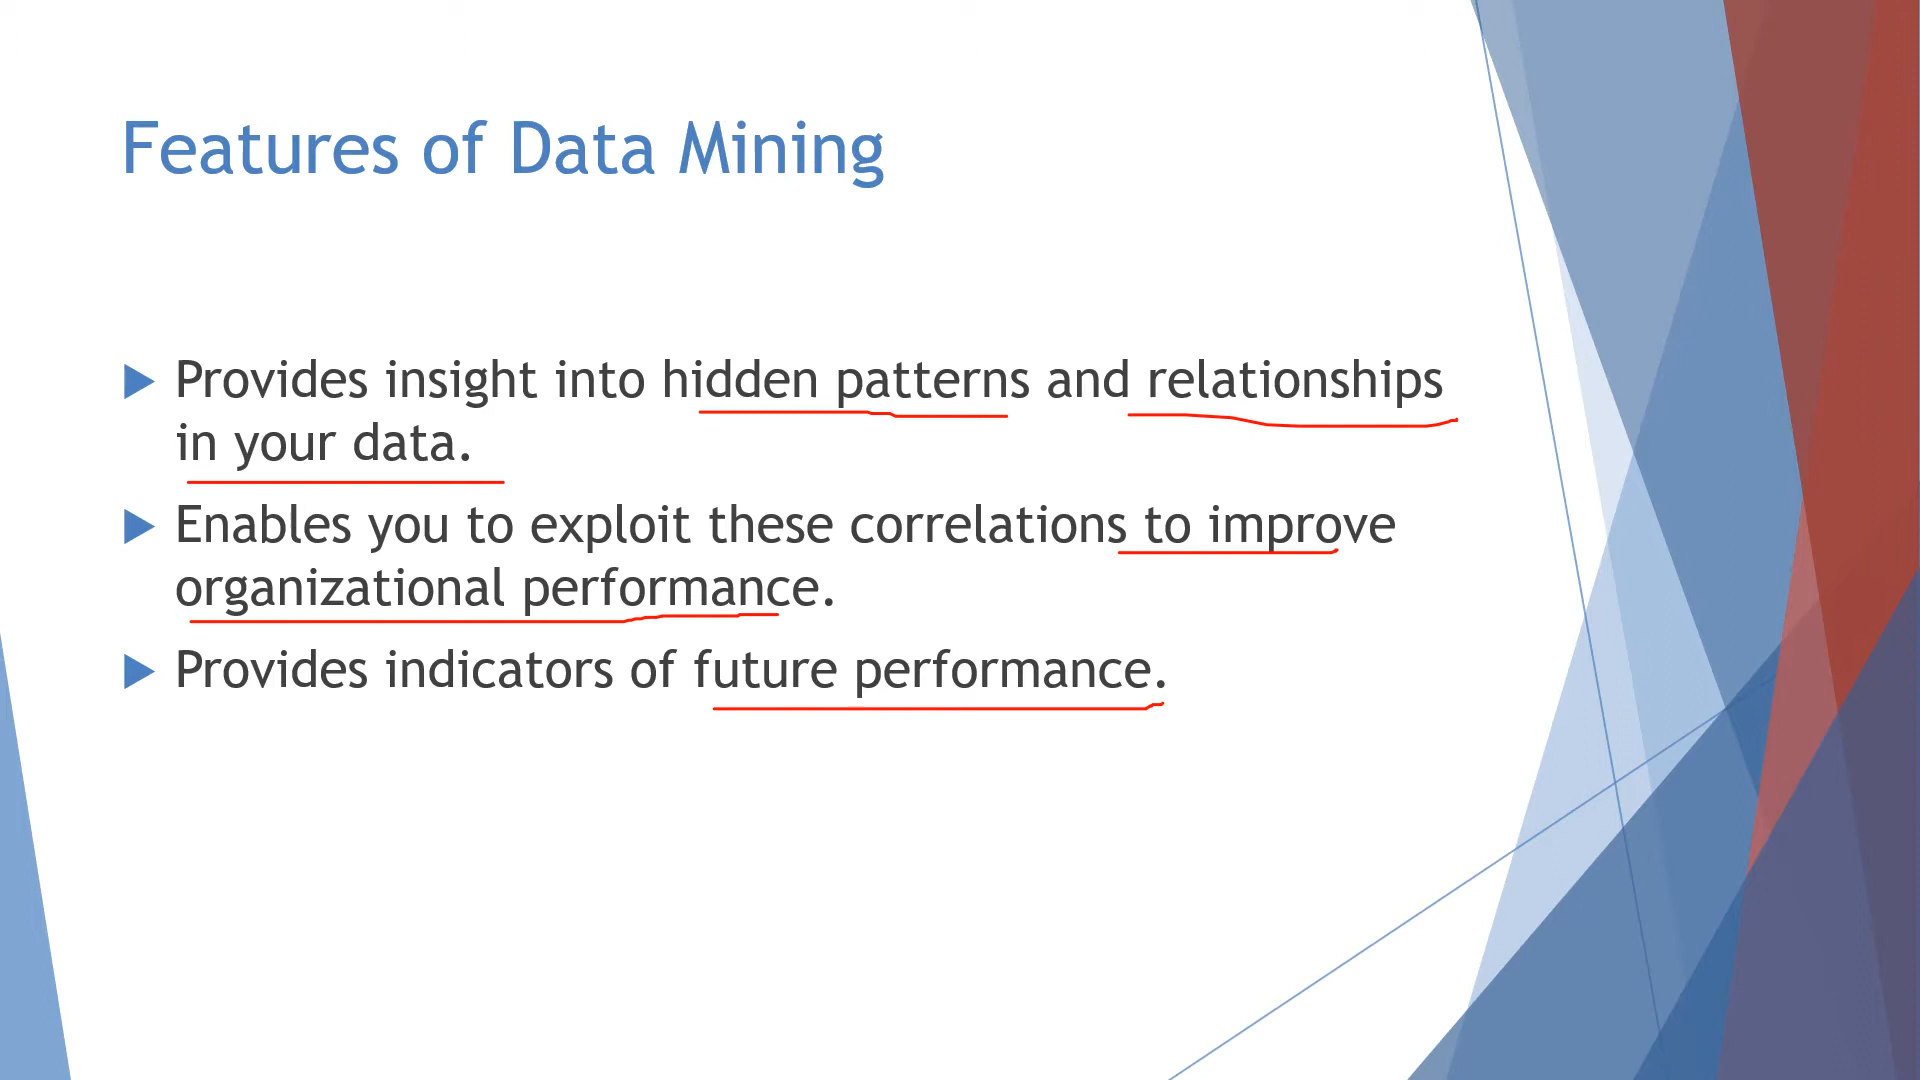 Features of Data Mining
Provides insight into hidden patterns and relationships
in your data.
Enables you to exploit these correlations to improve
organizational performance.
Provides indicators of future performance.